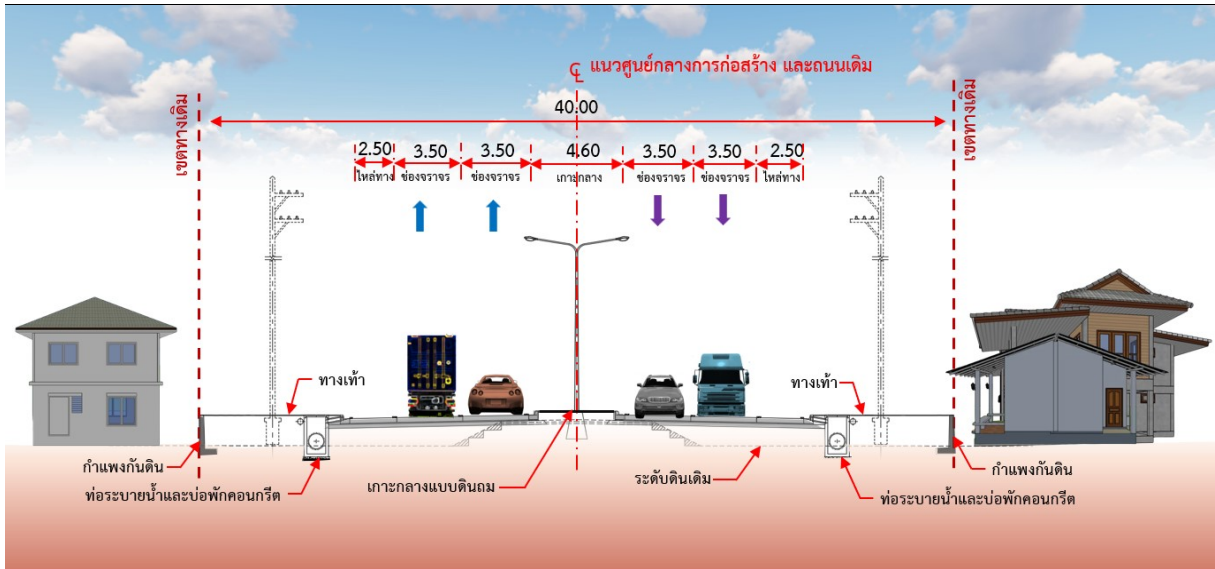 ℄ แนวศูนย์กลางการก่อสร้าง และถนนเดิม
เขตทางเดิม
40.00
เขตทางเดิม
2.50 3.50 3.50 4.60 3.50 3.50 2.50
ไหล่ทาง ช่องจราจร ช่องจราจร เกาะกลาง ช่องจราจร ช่องจราจร ไหล่ทาง
ทางเท้า
ทางเท้า
กำแพงกันดิน
ท่อระบายน้ำและบ่อพักคอนกรีต
เกาะกลางแบบดินถม
ระดับดินเดิม
กำแพงกันดิน
ท่อระบายน้ำและบ่อพักคอนกรีต